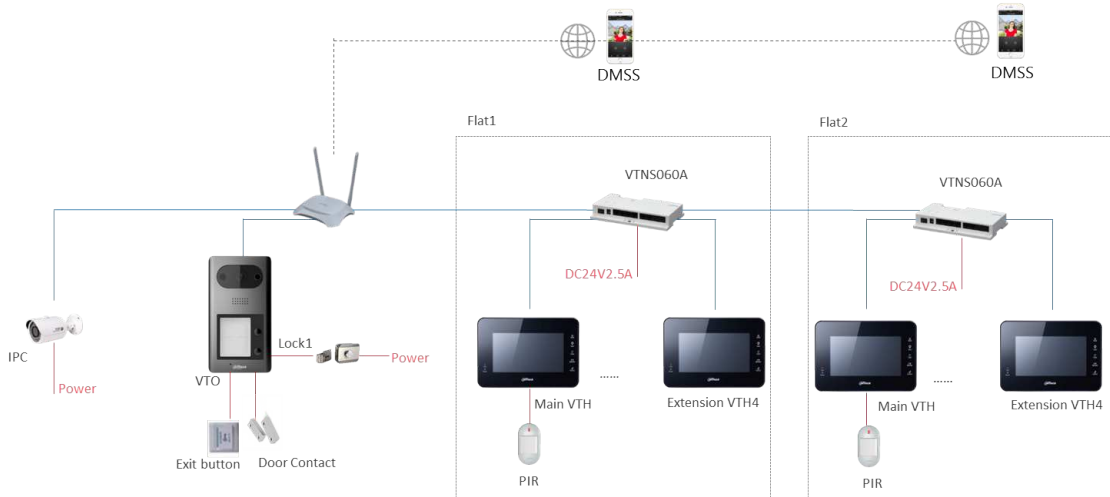 DMSS
DMSS
Flat1
Flat2
VTNS060A
VTNS060A
DC24V2.5A
DC24V2.5A
IPC
Power
VTO
Lock1
Power
Exit button
Door Contact
......
Main VTH
Extension VTH4
PIR
......
Main VTH
Extension VTH4
PIR